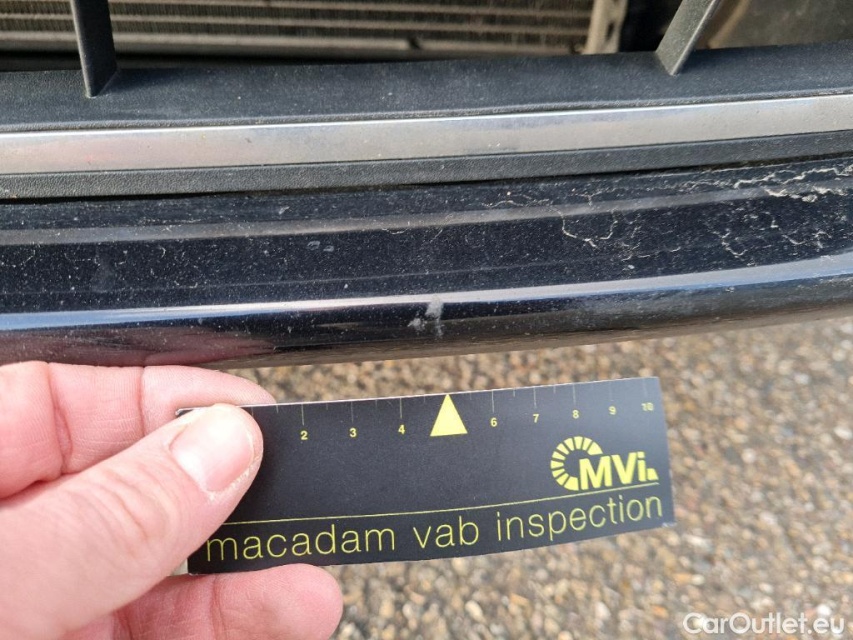 2 3 4 6 7 8 9 10
MVi
macadam vab inspection
CarOutlet.eu